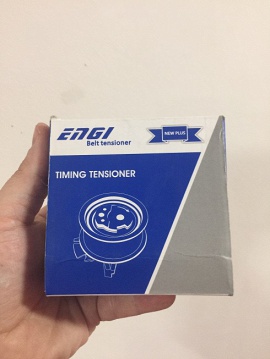 ENGI
Belt tensioner
NEW PLUS
TIMING TENSIONER